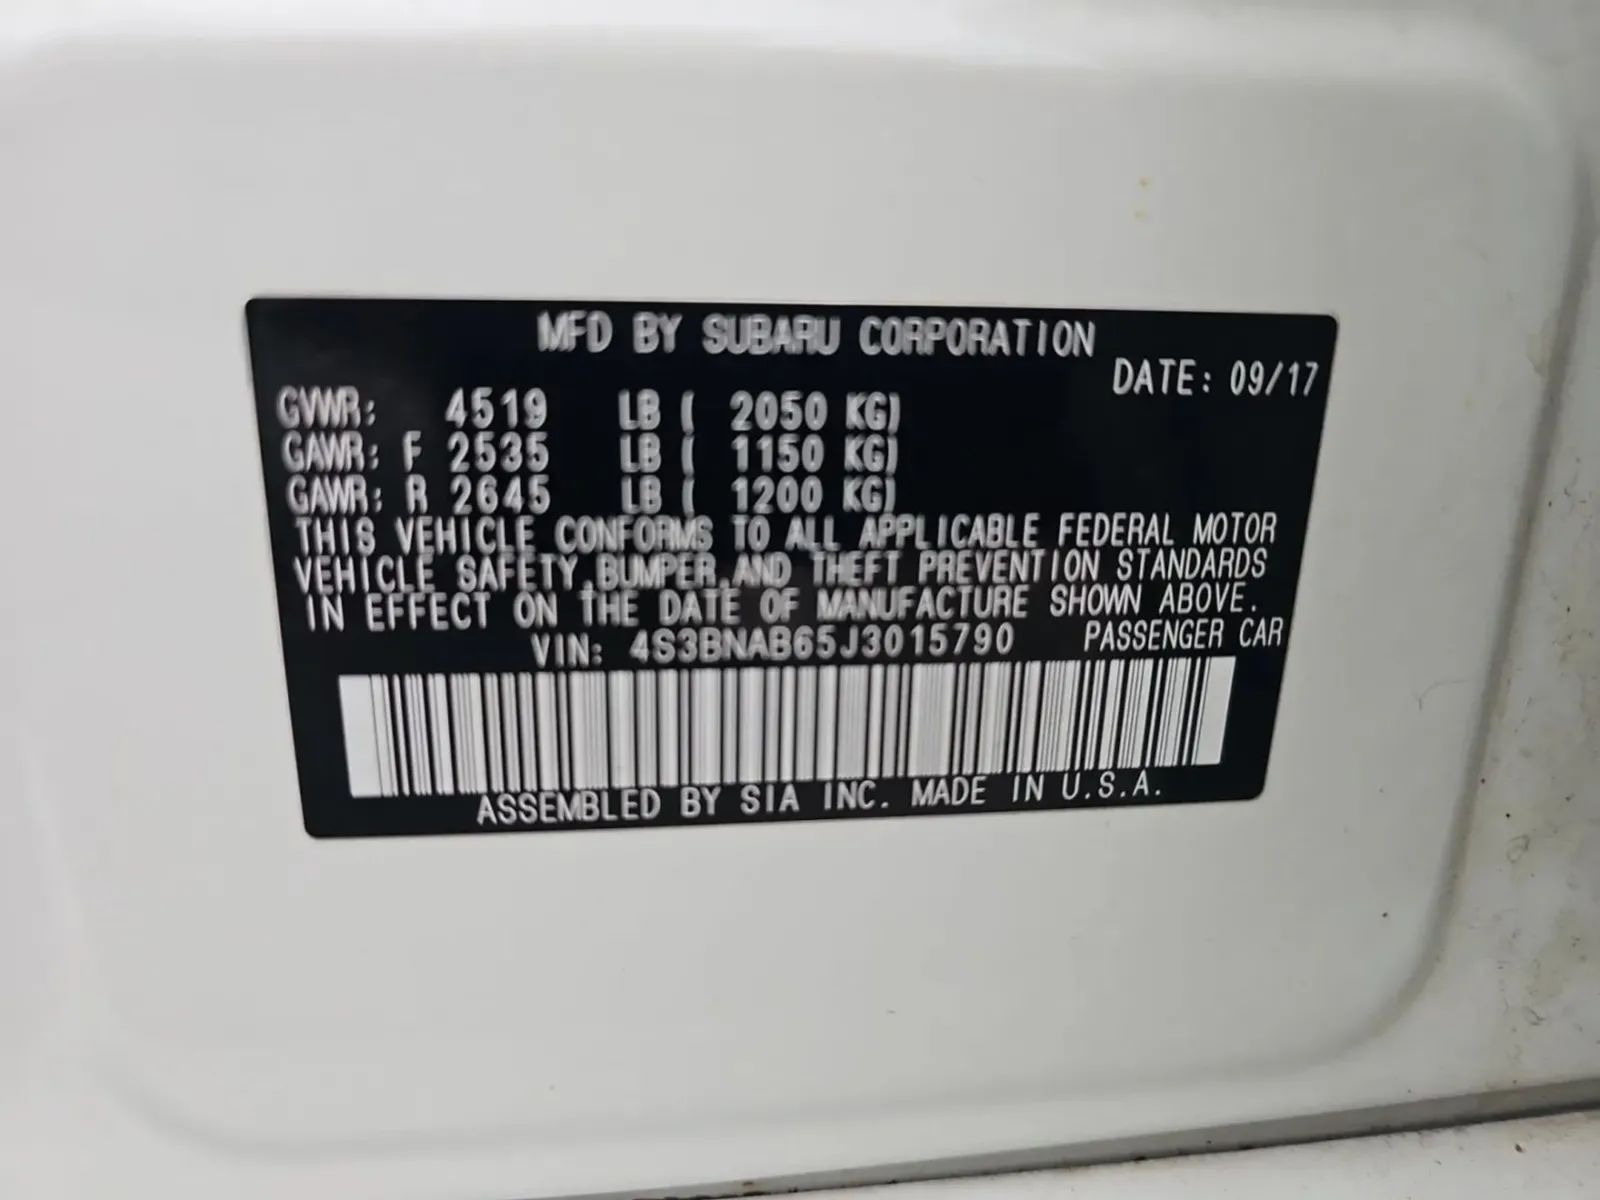 MFD BY SUBARU CORPORATION
DATE: 09/17
GVWR: 4519 LB ( 2050 KG)
GAWR: F 2535 LB ( 1150 KG)
GAWR: R 2645 LB ( 1200 KG)
THIS VEHICLE CONFORMS TO ALL APPLICABLE FEDERAL MOTOR
VEHICLE SAFETY,BUMPER,AND THEFT PREVENTION STANDARDS
IN EFFECT ON THE DATE OF MANUFACTURE SHOWN ABOVE.
VIN: 4S3BNAB65J3015790 PASSENGER CAR
ASSEMBLED BY SIA INC. MADE IN U.S.A.